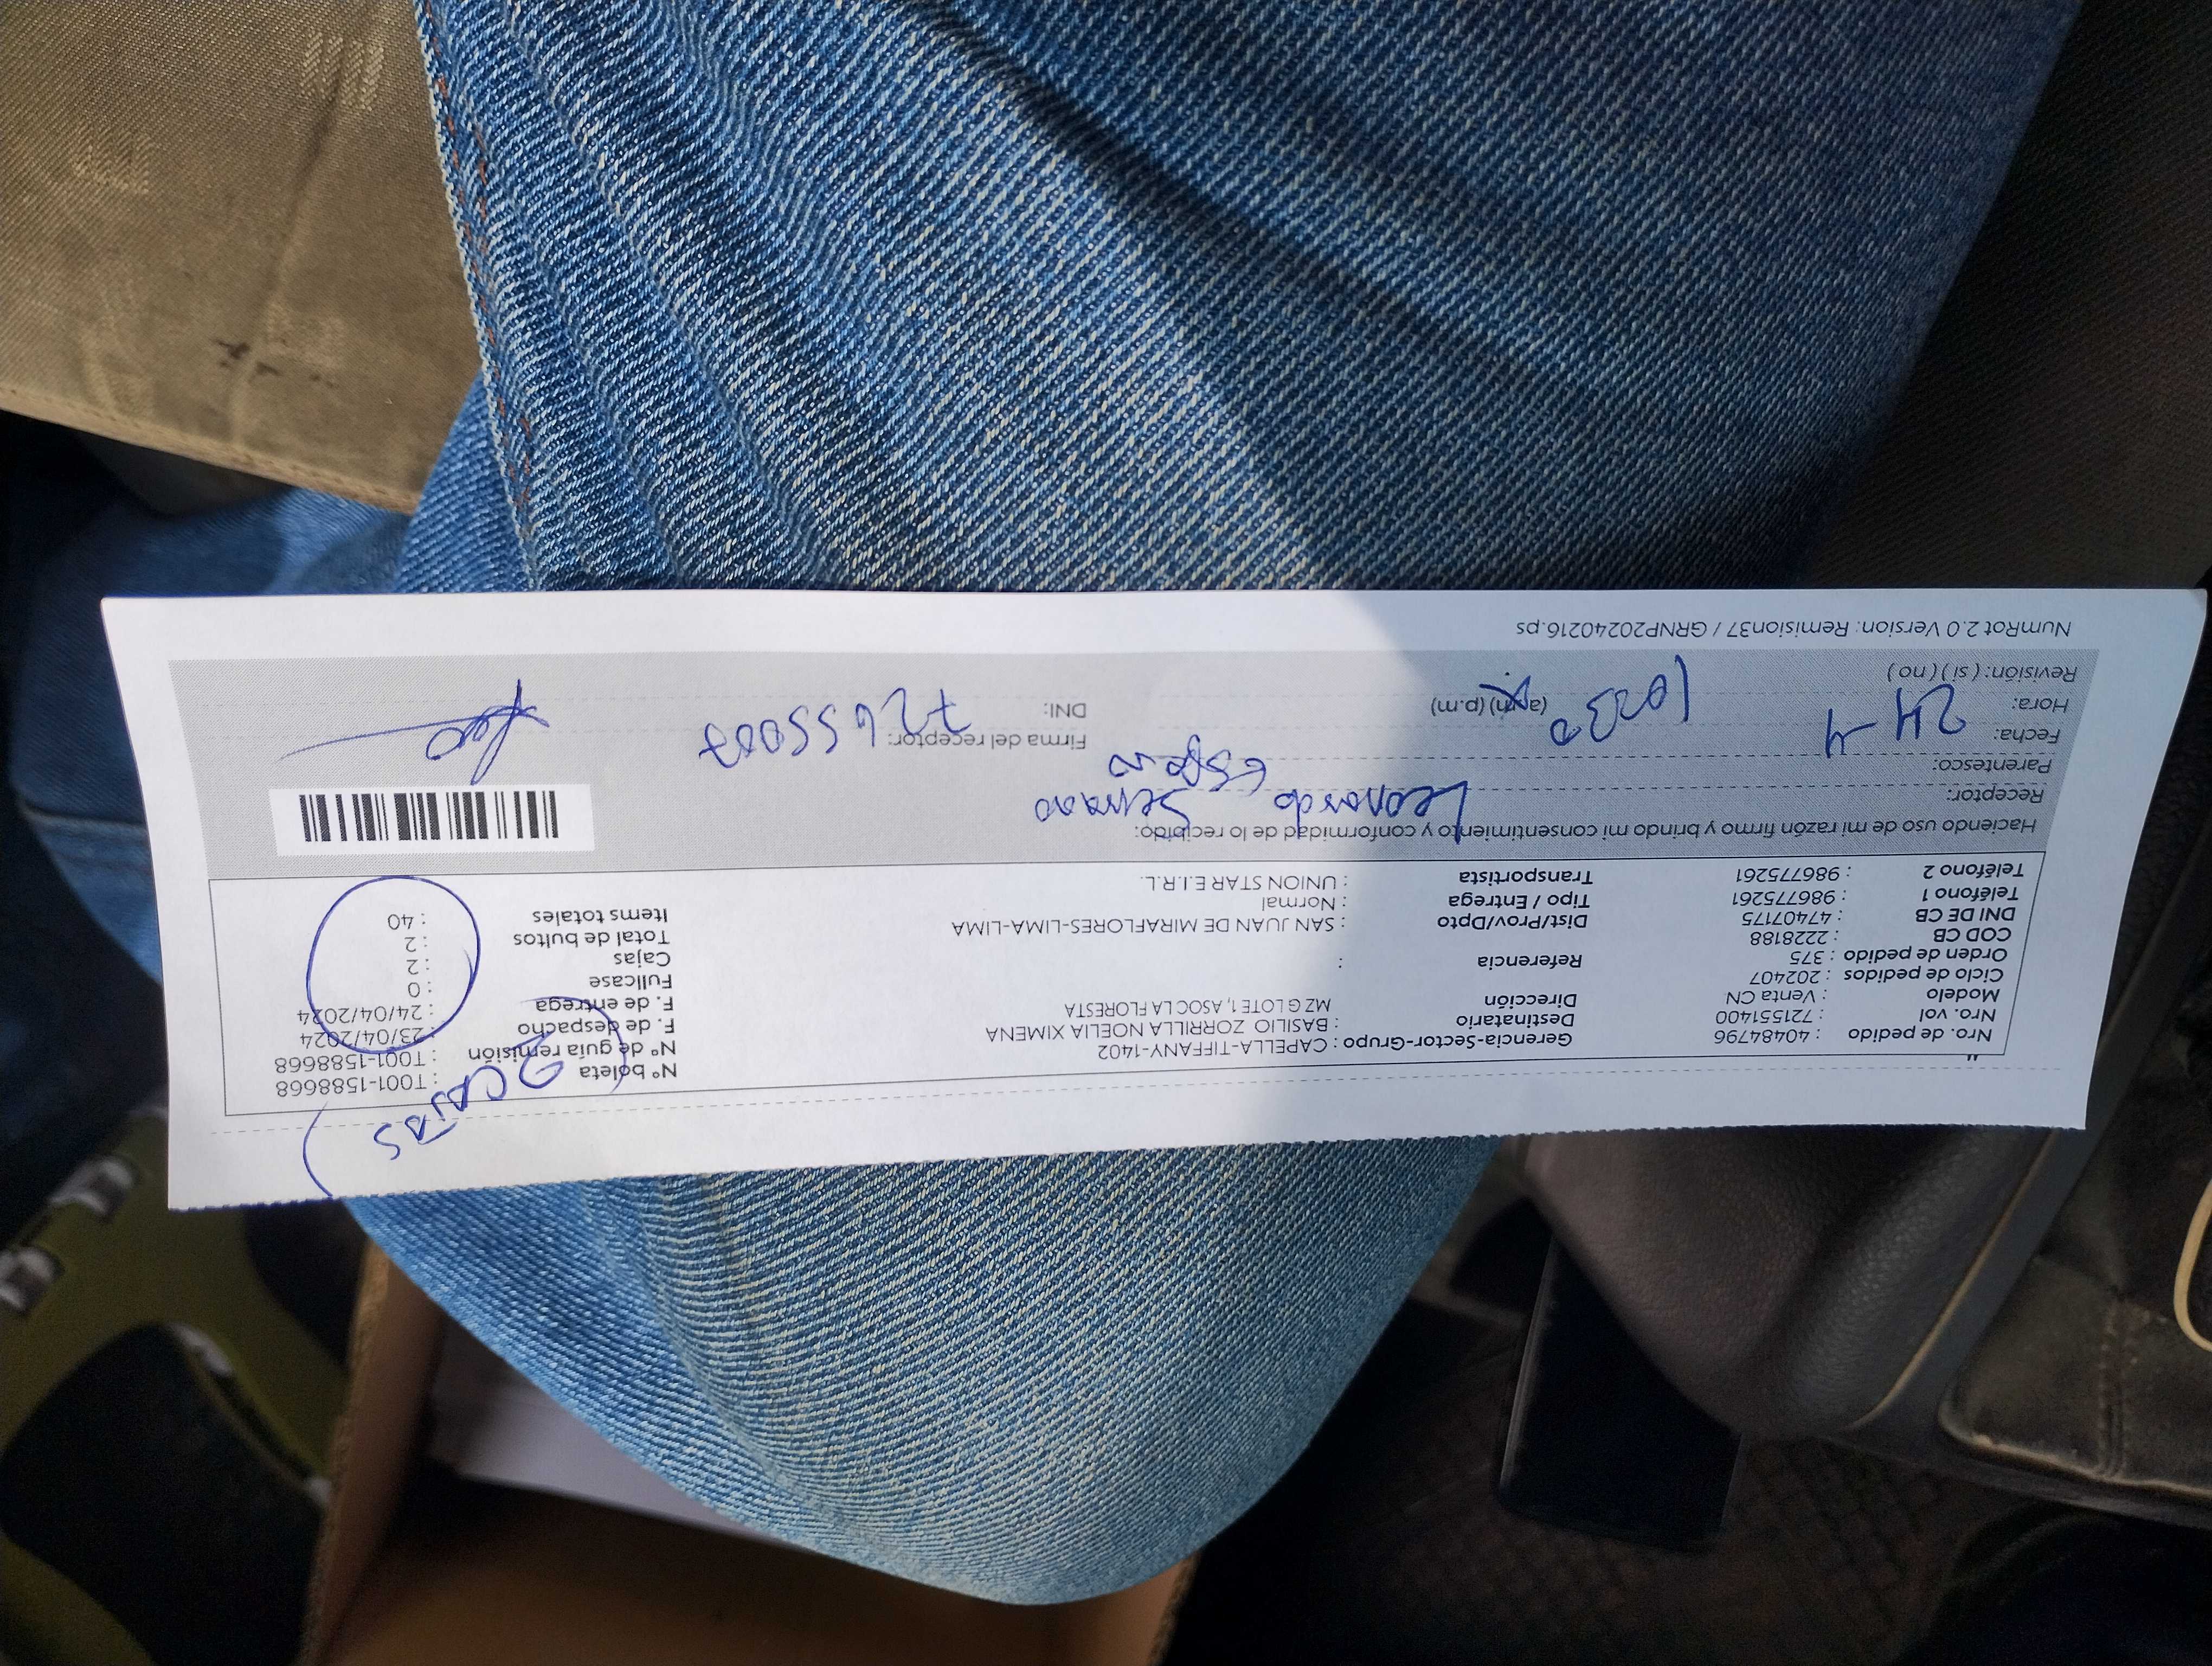 2 CAJAS
Nro. de pedido : 40484796
Nro. vol : 721551400
Modelo : Venta CN
Ciclo de pedidos : 202407
Orden de pedido : 375
COD CB : 2228188
DNI DE CB : 47407175
Teléfono 1 : 986775261
Teléfono 2 : 986775261
Gerencia-Sector-Grupo : CAPELLA-TIFFANY-1402
Destinatario : BASILIO ZORRILLA NOELIA XIMENA
Dirección MZ G LOTE 1, ASOC LA FLORESTA
Referencia :
Dist/Prov/Dpto : SAN JUAN DE MIRAFLORES-LIMA-LIMA
Tipo / Entrega : Normal
Transportista : UNION STAR E.I.R.L.
N° boleta : T001-1588668
N° de guía remisión : T001-1588668
F. de despacho : 23/04/2024
F. de entrega : 24/04/2024
Fullcase : 0
Cajas : 2
Total de bultos : 2
Items totales : 40
Haciendo uso de mi razón firmo y brindo mi consentimiento y conformidad de lo recibido:
Receptor: Leonardo Serrano
Parentesco: esposo
Fecha: 24-4
Hora: 1030 (a.m) (p.m)
Revisión: ( si ) ( no )
Firma del receptor:
DNI:
NumRot 2.0 Version: Remision37 / GRNP20240216.ps